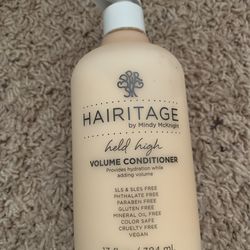 HAIRITAGE
by Mindy McKnight
held high
VOLUME CONDITIONER
Provides hydration while
adding volume
SLS & SLES FREE
PHTHALATE FREE
PARABEN FREE
GLUTEN FREE
MINERAL OIL FREE
COLOR SAFE
CRUELTY FREE
VEGAN